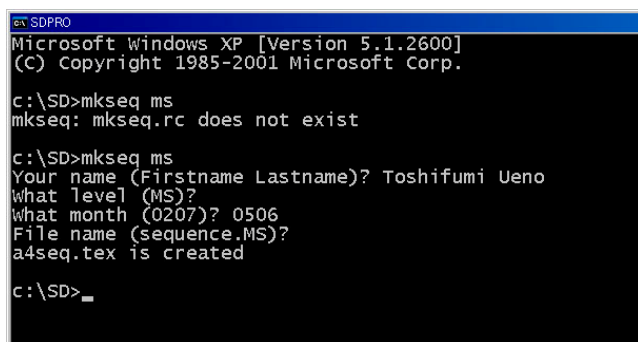 SDPRO
Microsoft Windows XP [Version 5.1.2600]
(C) Copyright 1985-2001 Microsoft Corp.
c:\SD>mkseq ms
mkseq: mkseq.rc does not exist
c:\SD>mkseq ms
Your name (Firstname Lastname)? Toshifumi Ueno
What level (MS)?
What month (0207)? 0506
File name (sequence.MS)?
a4seq.tex is created
c:\SD>_